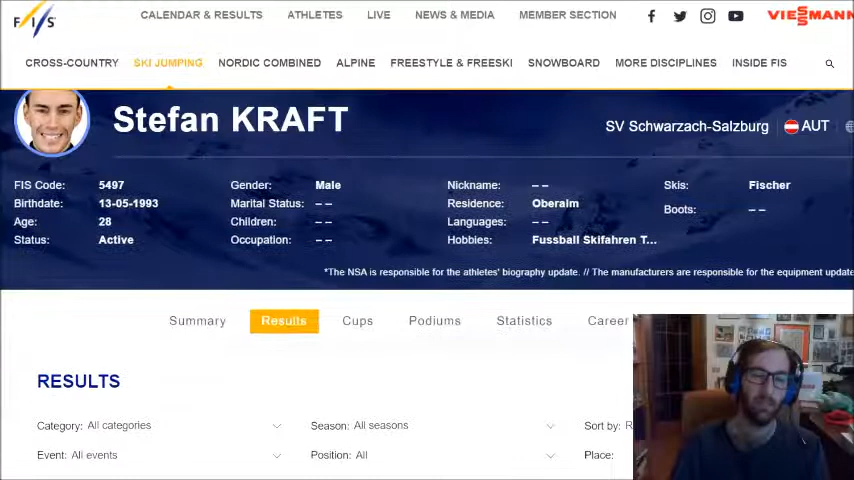 FIS
CALENDAR & RESULTS ATHLETES LIVE NEWS & MEDIA MEMBER SECTION VIESSMANN
CROSS-COUNTRY SKI JUMPING NORDIC COMBINED ALPINE FREESTYLE & FREESKI SNOWBOARD MORE DISCIPLINES INSIDE FIS
Stefan KRAFT
SV Schwarzach-Salzburg AUT
FIS Code: 5497 Gender: Male Nickname: -- Skis: Fischer
Birthdate: 13-05-1993 Marital Status: -- Residence: Oberalm Boots: --
Age: 28 Children: -- Languages: --
Status: Active Occupation: -- Hobbies: Fussball Skifahren T...
*The NSA is responsible for the athletes' biography update. // The manufacturers are responsible for the equipment update
Summary Results Cups Podiums Statistics Career
RESULTS
Category: All categories Season: All seasons Sort by: R
Event: All events Position: All Place: